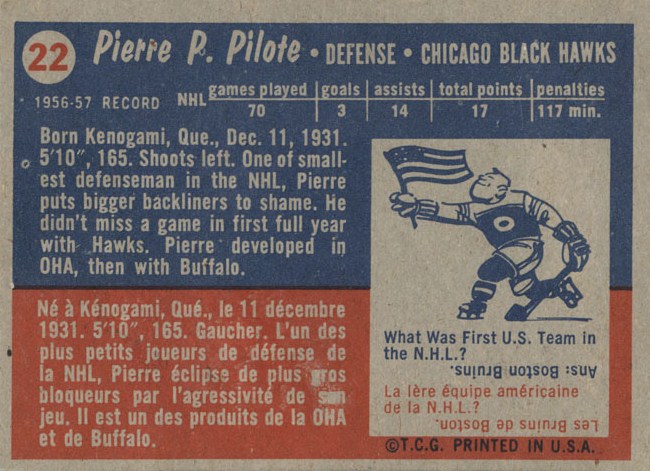 22 Pierre P. Pilote • DEFENSE • CHICAGO BLACK HAWKS
games played goals assists total points penalties
1956-57 RECORD NHL 70 3 14 17 117 min.
Born Kenogami, Que., Dec. 11, 1931.
5'10", 165. Shoots left. One of small-
est defenseman in the NHL, Pierre
puts bigger backliners to shame. He
didn't miss a game in first full year
with Hawks. Pierre developed in
OHA, then with Buffalo.
Né à Kénogami, Qué., le 11 décembre
1931. 5'10", 165. Gaucher. L'un des
plus petits joueurs de défense de
la NHL, Pierre éclipse de plus gros
bloqueurs par l'agressivité de son
jeu. Il est un des produits de la OHA
et de Buffalo.
What Was First U.S. Team in
the N.H.L.?
Ans: Boston Bruins.
La lère équipe américaine
de la N.H.L.?
Les Bruins de Boston.
©T.C.G. PRINTED IN U.S.A.